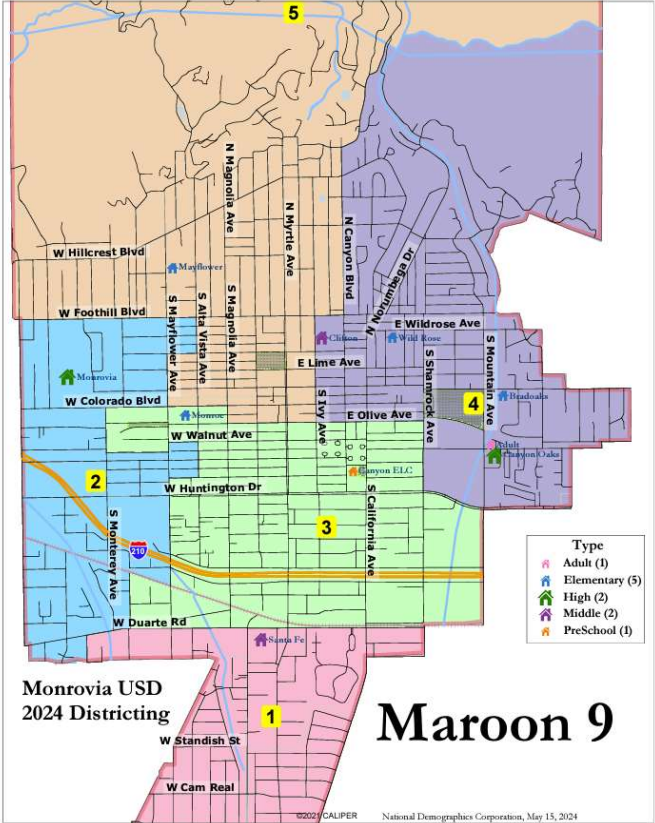 5
N Magnolia Ave
N Myrtle Ave
N Canyon Blvd
N Norumbega Dr
W Hillcrest Blvd
Mayflower
W Foothill Blvd
S Mayflower Ave
S Alta Vista Ave
S Magnolia Ave
E Wildrose Ave
Clifton
Wild Rose
E Lime Ave
S Shamrock Ave
S Mountain Ave
Monrovia
W Colorado Blvd
Bradoaks
4
Monroe
S Ivy Ave
E Olive Ave
W Walnut Ave
Adult
Canyon Oaks
Canyon ELC
2
W Huntington Dr
S California Ave
S Monterey Ave
3
210
W Duarte Rd
Santa Fe
Type
Adult (1)
Elementary (5)
High (2)
Middle (2)
PreSchool (1)
Monrovia USD
2024 Districting
1
Maroon 9
W Standish St
W Cam Real
©2021 CALIPER
National Demographics Corporation, May 15, 2024